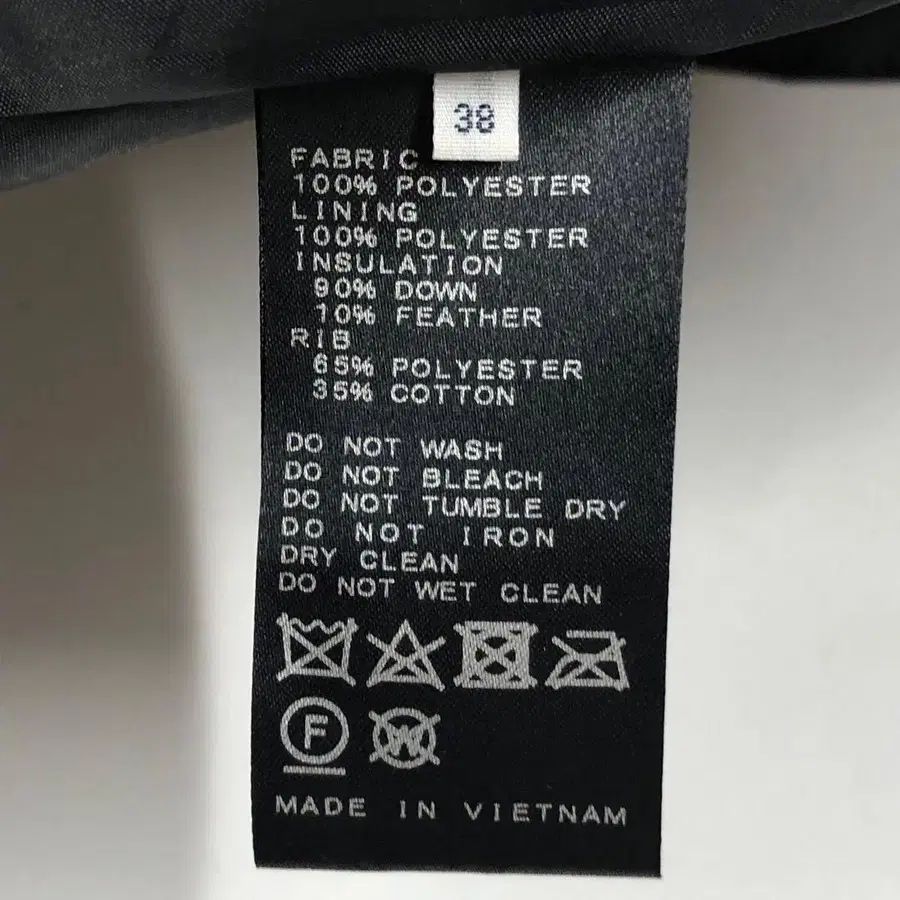 38
FABRIC
100% POLYESTER
LINING
100% POLYESTER
INSULATION
90% DOWN
10% FEATHER
RIB
65% POLYESTER
35% COTTON
DO NOT WASH
DO NOT BLEACH
DO NOT TUMBLE DRY
DO NOT IRON
DRY CLEAN
DO NOT WET CLEAN
F W
MADE IN VIETNAM